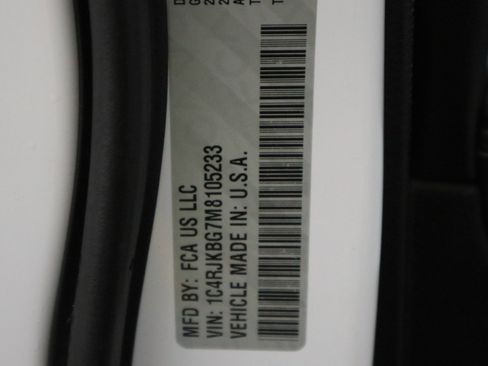 MFD BY: FCA US LLC
VIN: 1C4RJKBG7M8105233
VEHICLE MADE IN: U.S.A.